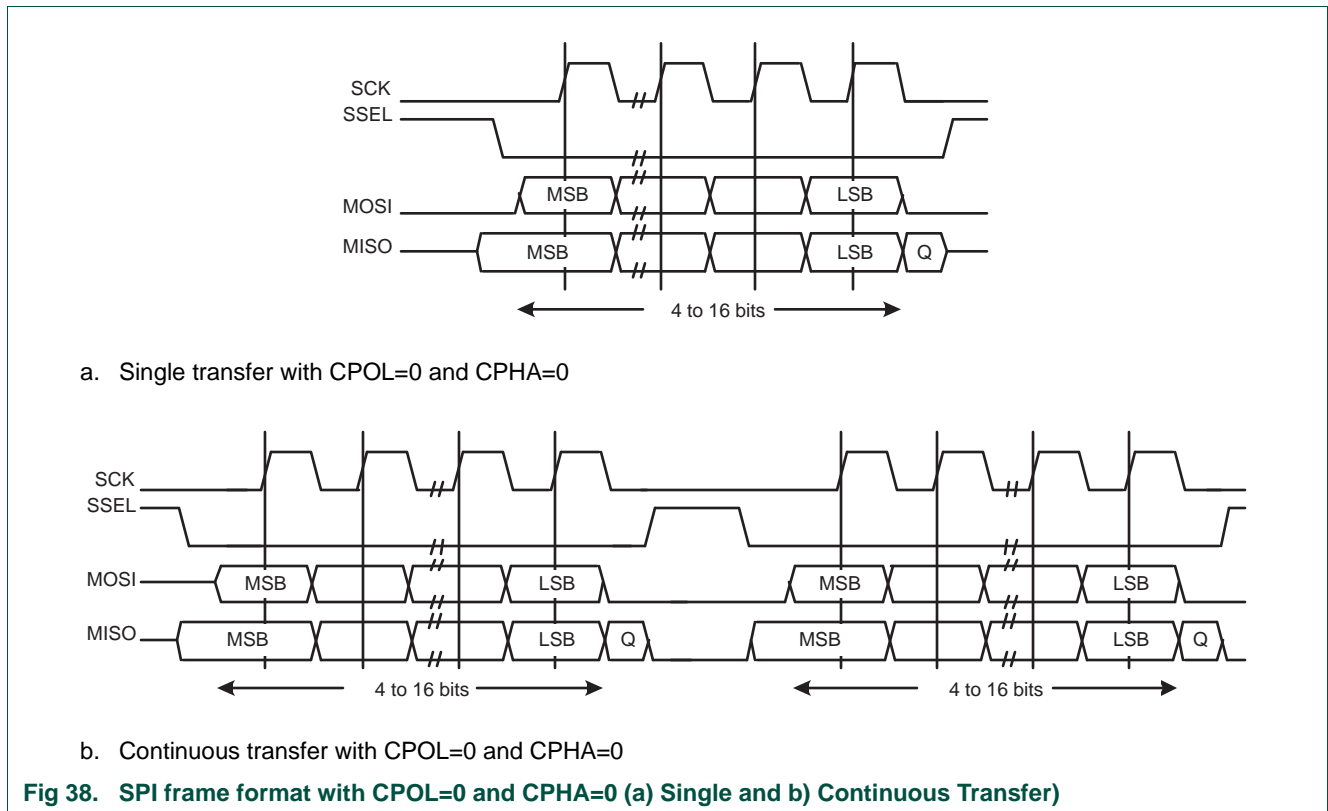 SCK
SSEL
MSB LSB
MOSI
MISO MSB LSB Q
4 to 16 bits
a. Single transfer with CPOL=0 and CPHA=0
SCK
SSEL
MOSI MSB LSB MSB LSB
MISO MSB LSB Q MSB LSB Q
4 to 16 bits 4 to 16 bits
b. Continuous transfer with CPOL=0 and CPHA=0
Fig 38. SPI frame format with CPOL=0 and CPHA=0 (a) Single and b) Continuous Transfer)